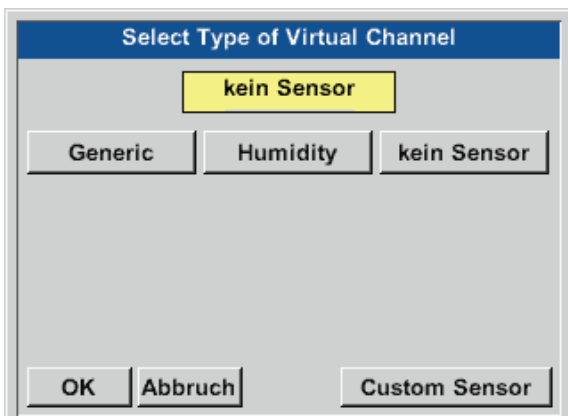 Select Type of Virtual Channel
kein Sensor
Generic Humidity kein Sensor
OK Abbruch Custom Sensor